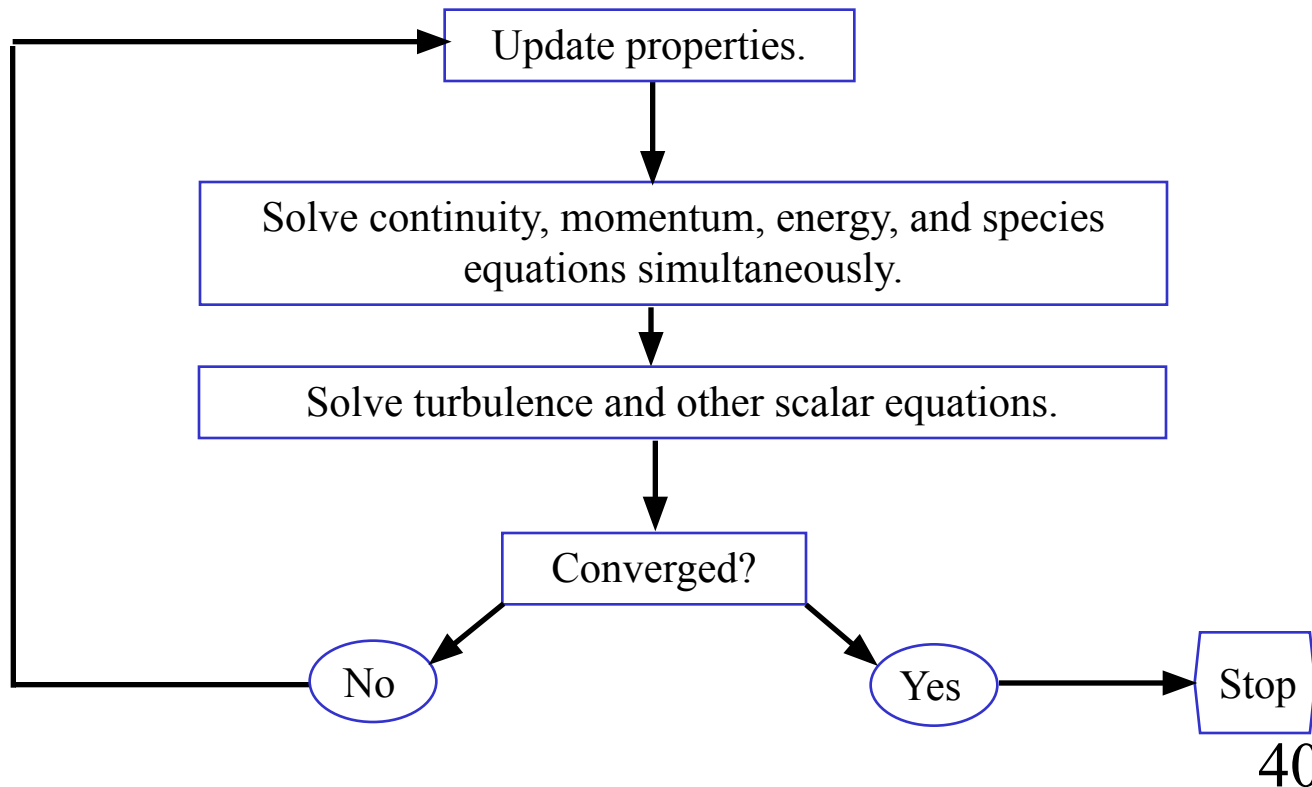 Update properties.
Solve continuity, momentum, energy, and species
equations simultaneously.
Solve turbulence and other scalar equations.
Converged?
No
Yes
Stop
40